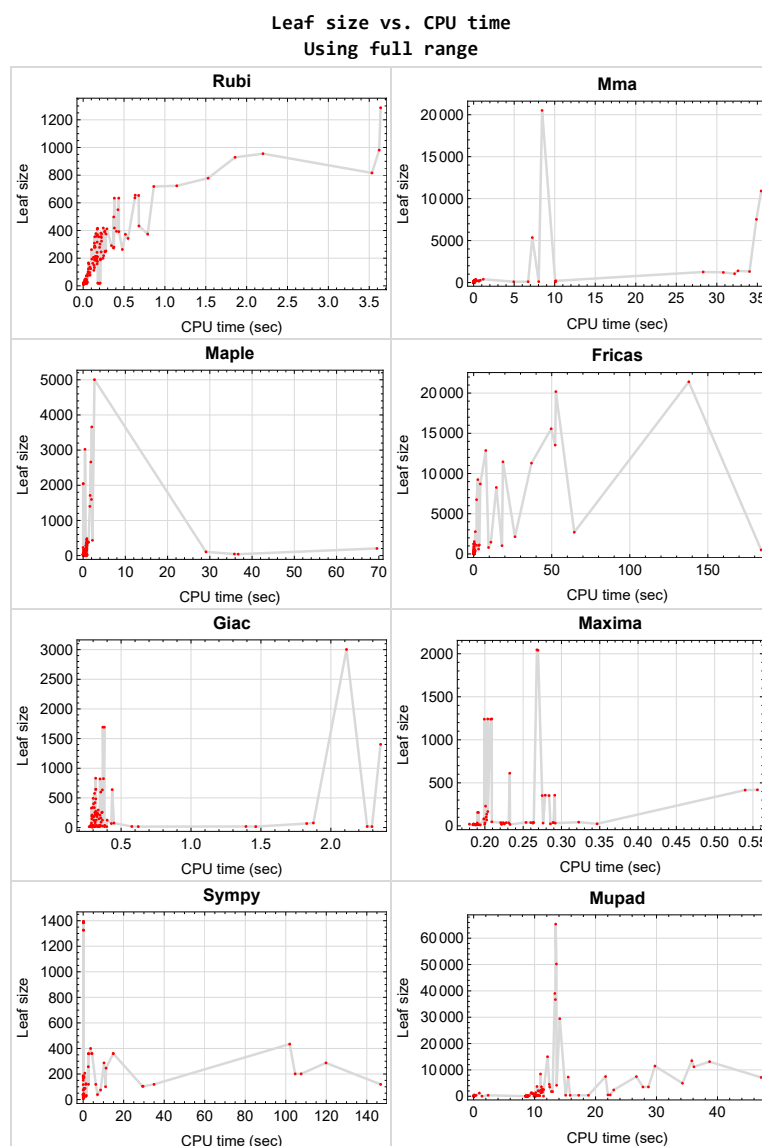 Leaf size vs. CPU time
Using full range
Rubi
Leaf size
1200
1000
800
600
400
200
0
0.0 0.5 1.0 1.5 2.0 2.5 3.0 3.5
CPU time (sec)
Mma
Leaf size
20 000
15 000
10 000
5000
0
0 5 10 15 20 25 30 35
CPU time (sec)
Maple
Leaf size
5000
4000
3000
2000
1000
0
0 10 20 30 40 50 60 70
CPU time (sec)
Fricas
Leaf size
20 000
15 000
10 000
5000
0
0 50 100 150
CPU time (sec)
Giac
Leaf size
3000
2500
2000
1500
1000
500
0
0.5 1.0 1.5 2.0
CPU time (sec)
Maxima
Leaf size
2000
1500
1000
500
0
0.20 0.25 0.30 0.35 0.40 0.45 0.50 0.55
CPU time (sec)
Sympy
Leaf size
1400
1200
1000
800
600
400
200
0
0 20 40 60 80 100 120 140
CPU time (sec)
Mupad
Leaf size
60 000
50 000
40 000
30 000
20 000
10 000
0
0 10 20 30 40
CPU time (sec)